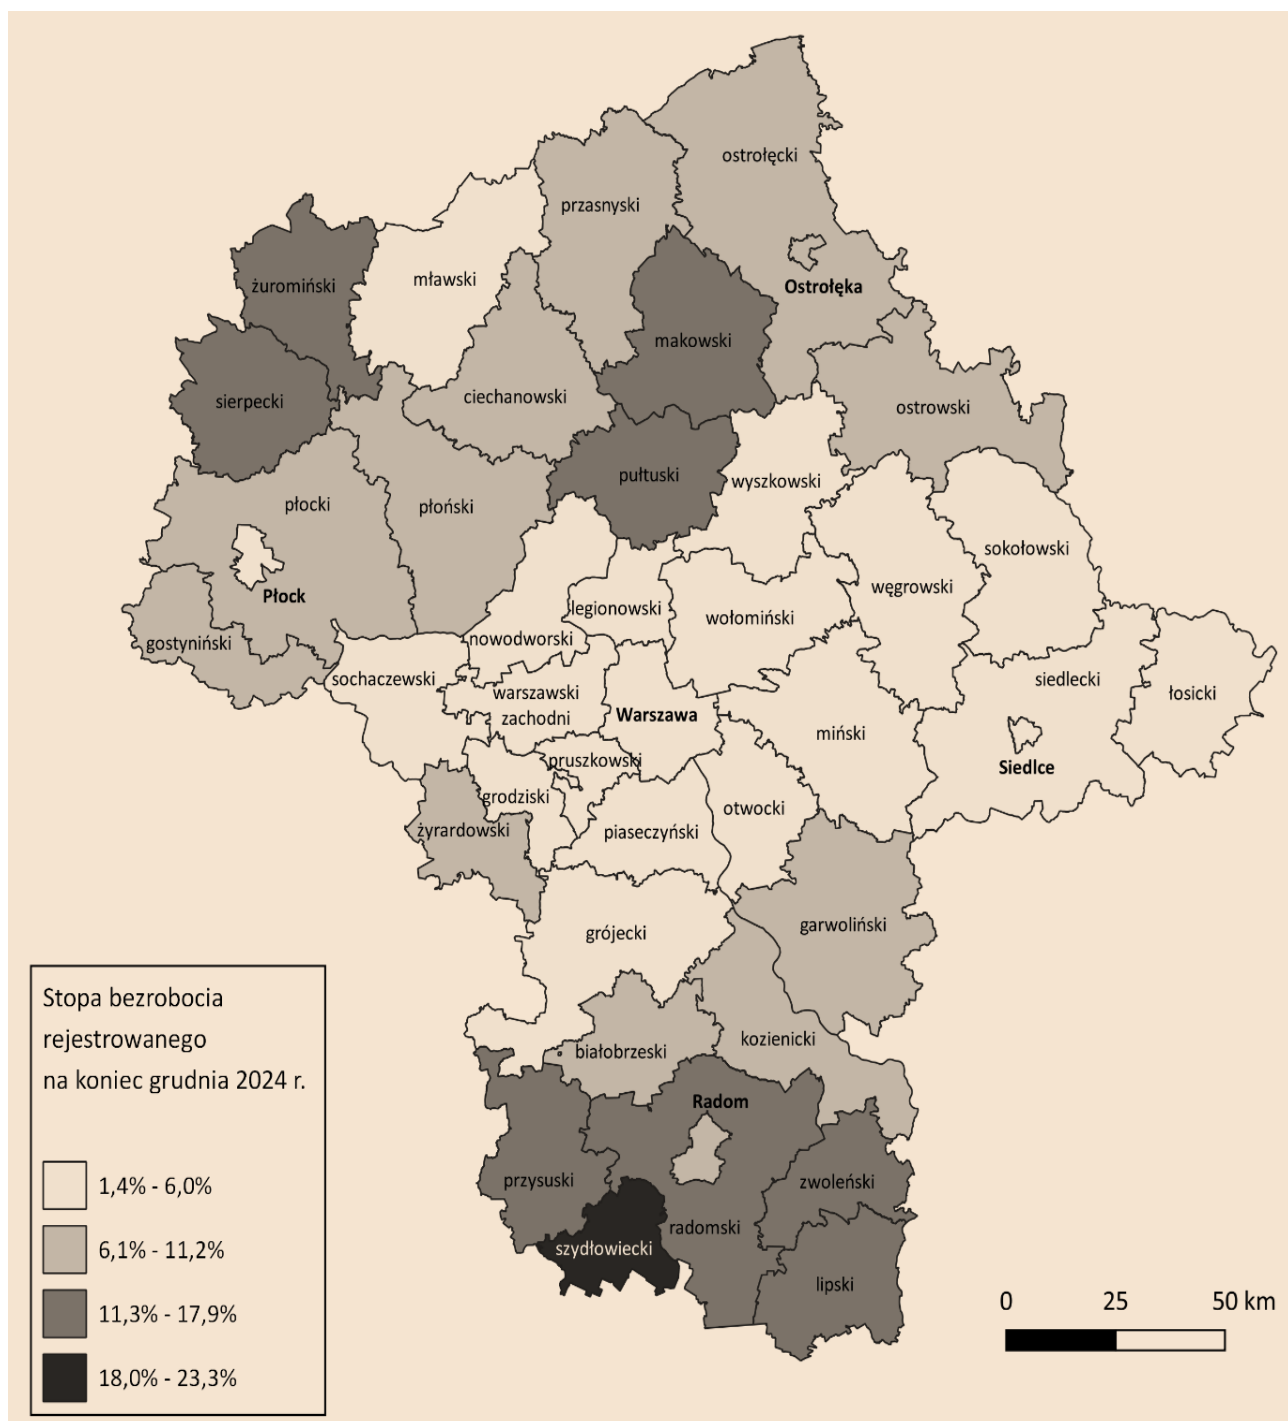 ostrołęcki
przasnyski
Ostrołęka
żuromiński
mławski
makowski
sierpecki
ciechanowski
ostrowski
płocki
płoński
pułtuski
wyszkowski
sokołowski
węgrowski
Płock
legionowski
wołomiński
gostyniński
nowodworski
sochaczewski
warszawski
zachodni
Warszawa
siedlecki
łosicki
miński
Siedlce
pruszkowski
grodziski
otwocki
żyrardowski
piaseczyński
garwoliński
grójecki
białobrzeski
kozienicki
Radom
przysuski
zwoleński
radomski
szydłowiecki
lipski
Stopa bezrobocia
rejestrowanego
na koniec grudnia 2024 r.
1,4% - 6,0%
6,1% - 11,2%
11,3% - 17,9%
18,0% - 23,3%
0 25 50 km